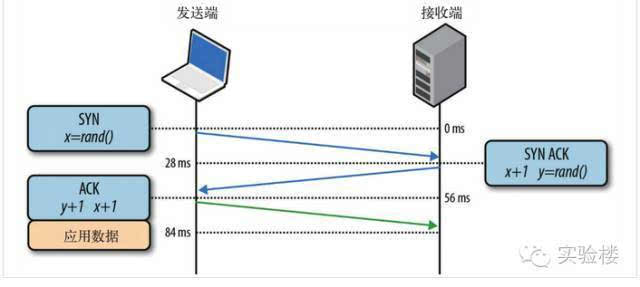 发送端
接收端
SYN
x=rand()
0 ms
28 ms
SYN ACK
x+1 y=rand()
ACK
y+1 x+1
56 ms
应用数据
84 ms
实验楼